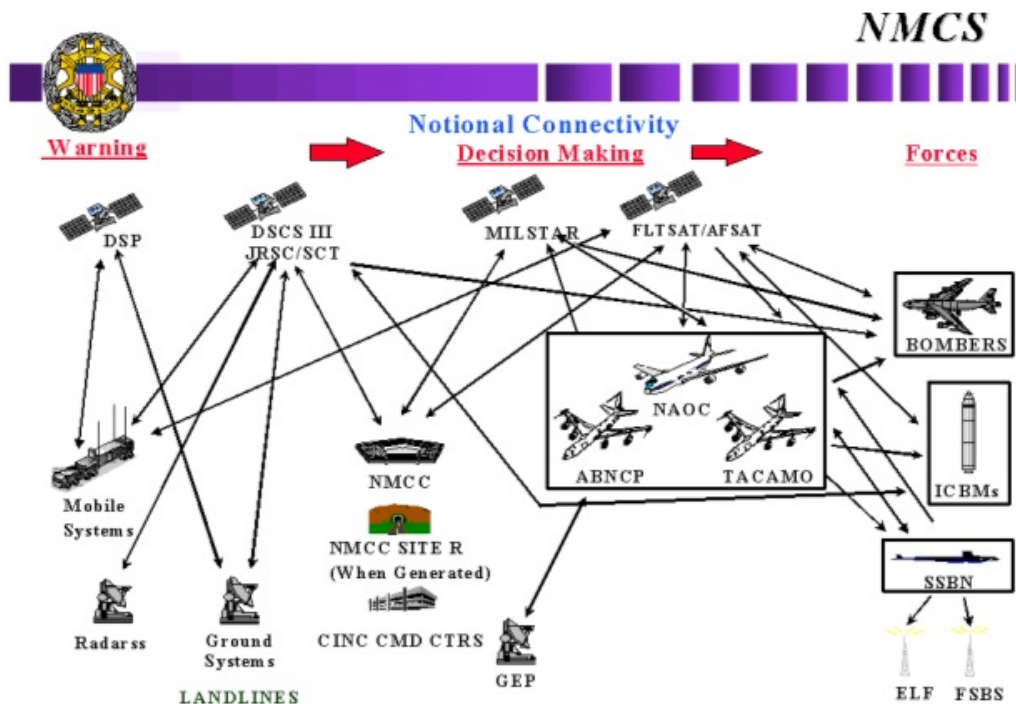 NMCS
Notional Connectivity
Warning
Decision Making
Forces
DSP
DSCS III
JRSC/SCT
MILSTAR
FLTSAT/AFSAT
BOMBERS
NAOC
ABNCP
TACAMO
ICBMs
NMCC
Mobile
Systems
NMCC SITE R
(When Generated)
SSBN
Radarss
Ground
Systems
CINC CMD CTRS
GEP
LANDLINES
ELF
FSBS